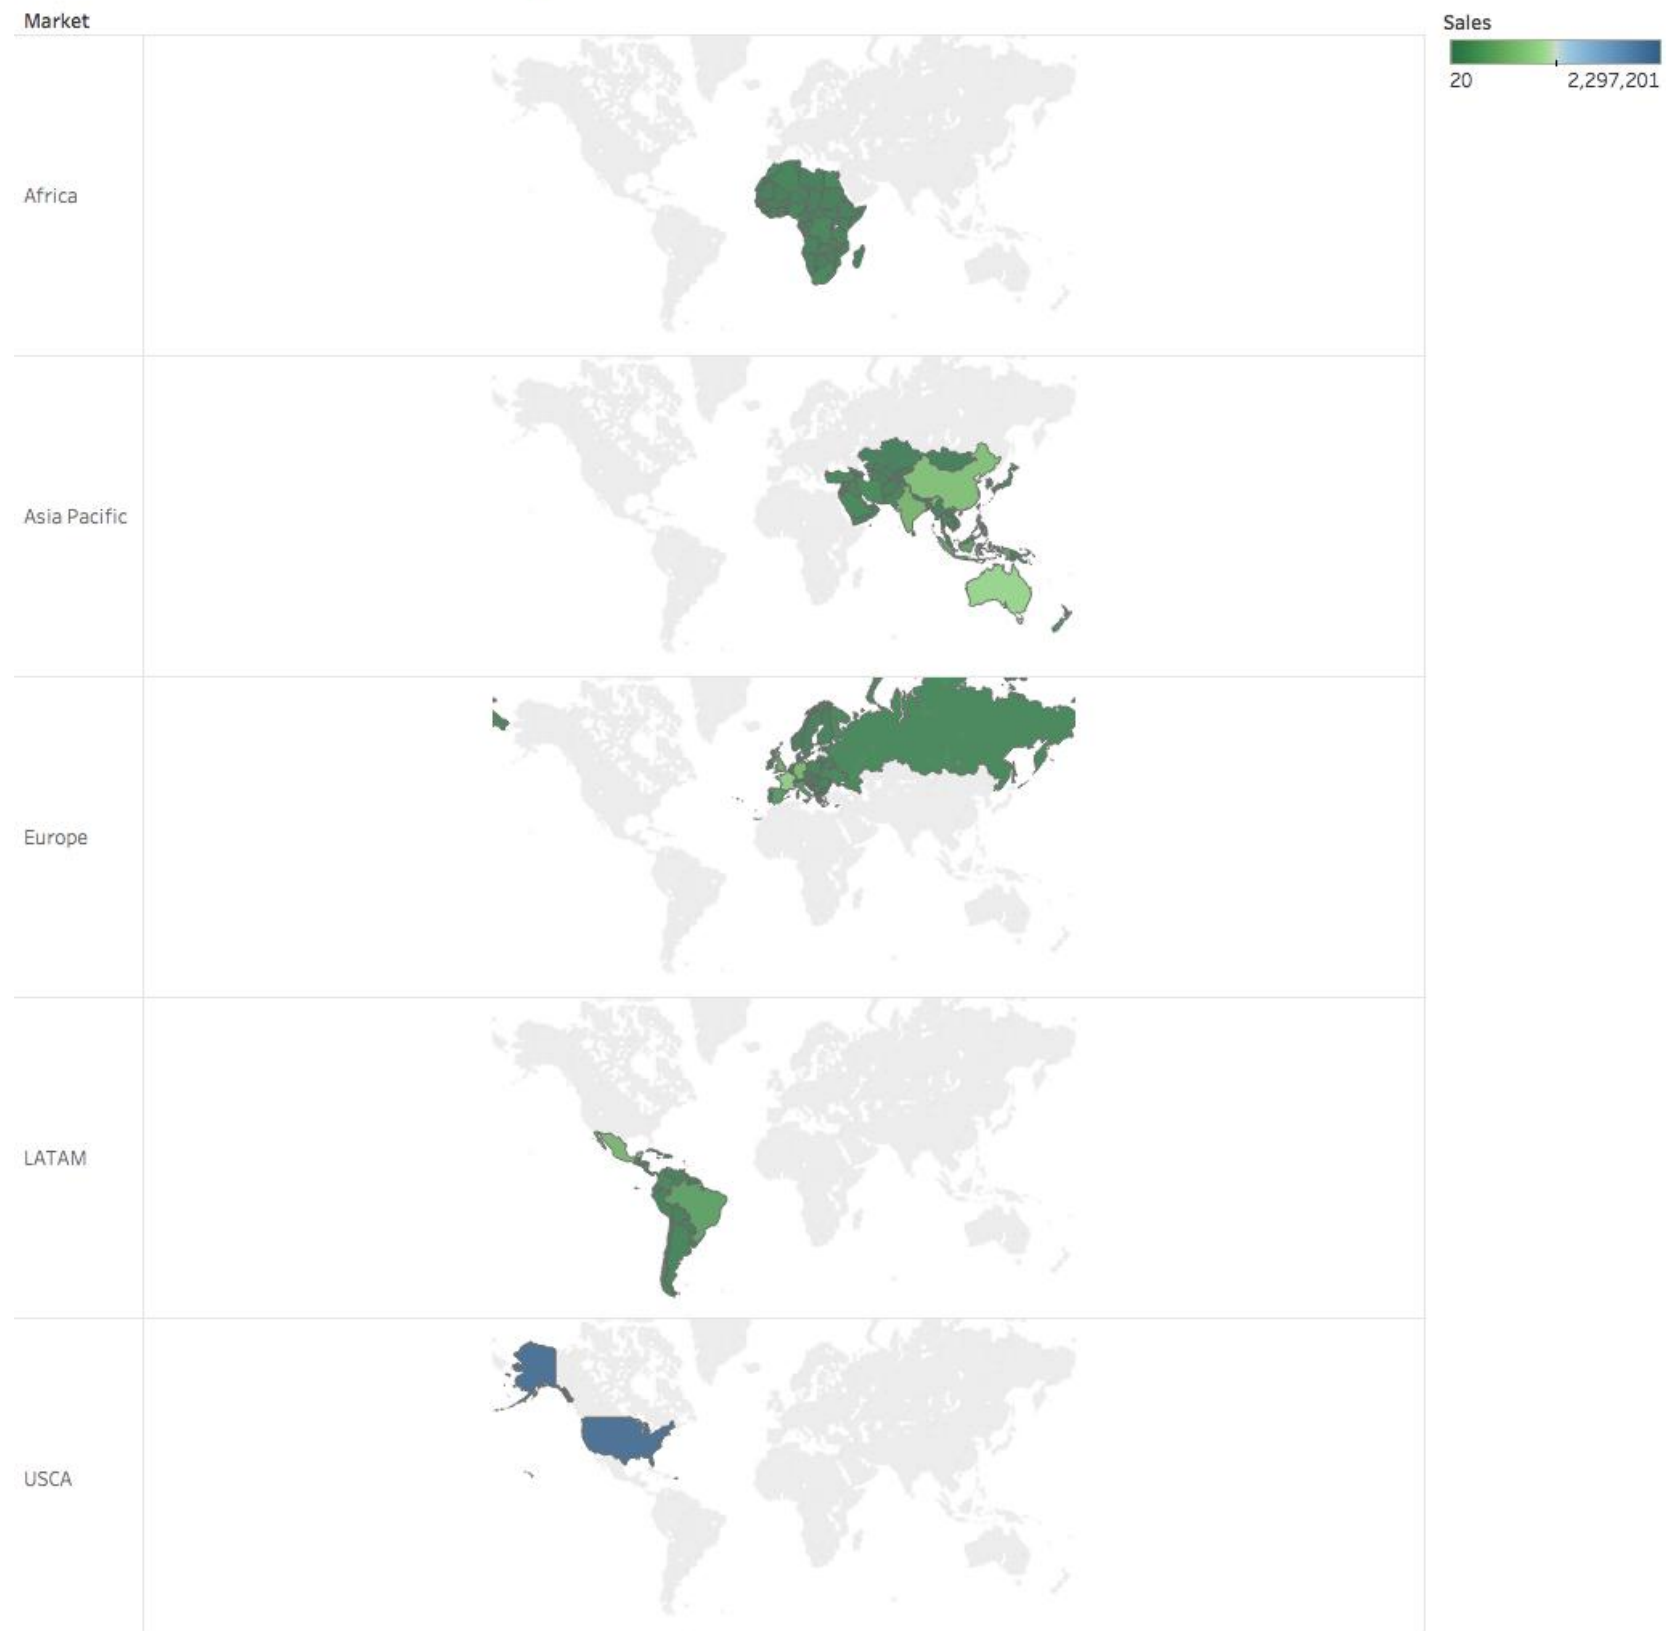 Market
Sales
20
2,297,201
Africa
Asia Pacific
Europe
LATAM
USCA